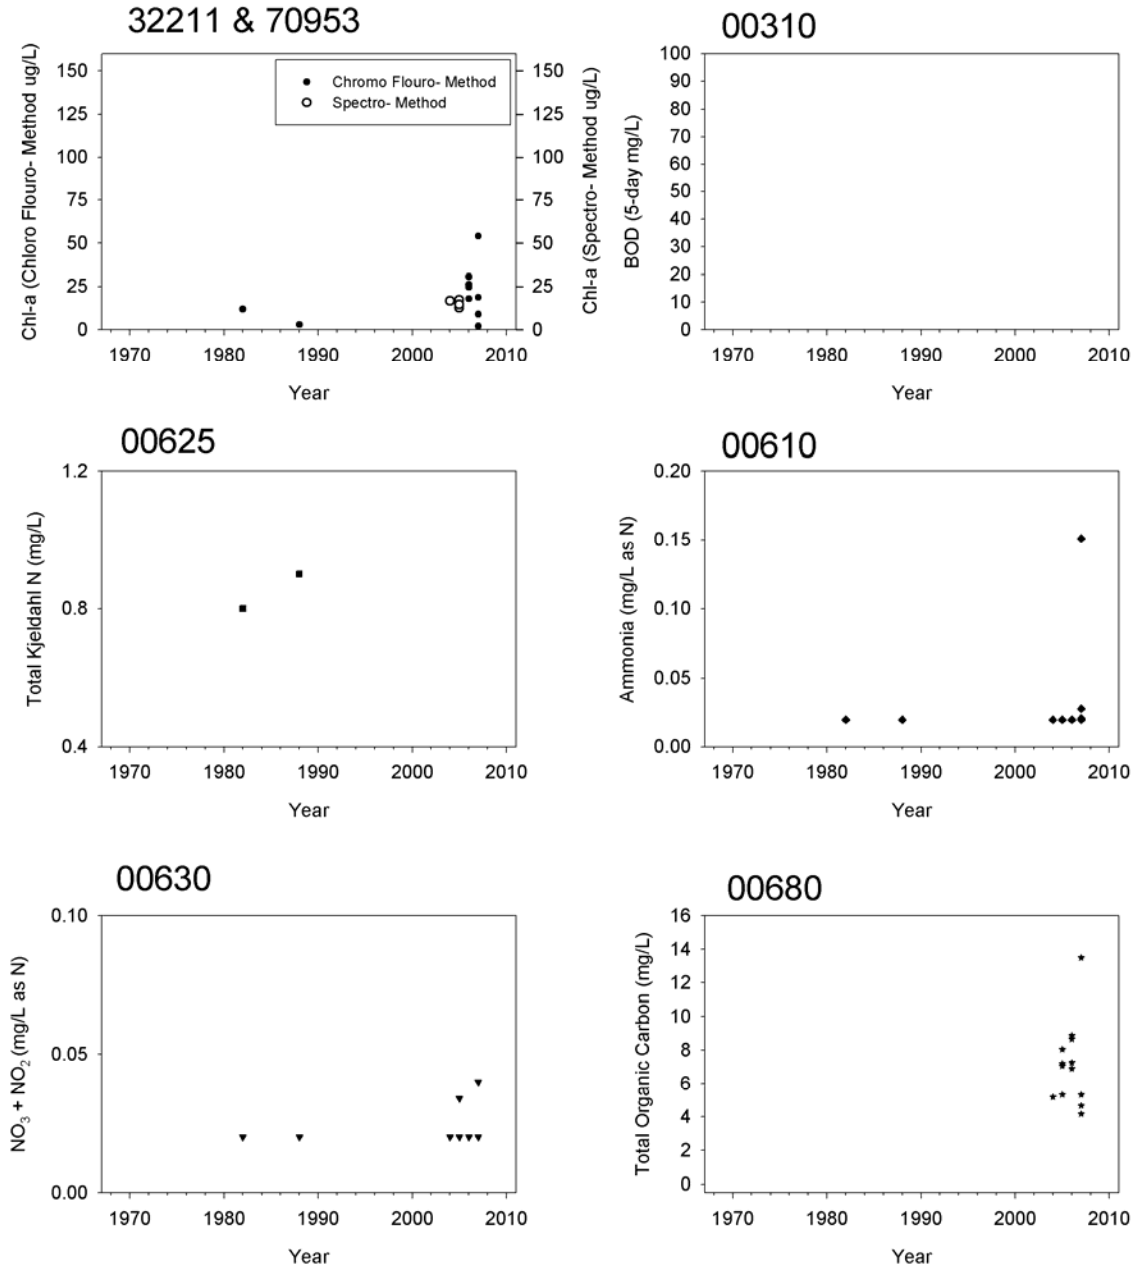 32211 & 70953
Chl-a (Chloro Flouro- Method ug/L)
150
125
100
75
50
25
0
Chromo Flouro- Method
Spectro- Method
150
125
100
75
50
25
0
Chl-a (Spectro- Method ug/L)
1970 1980 1990 2000 2010
Year
00310
BOD (5-day mg/L)
100
90
80
70
60
50
40
30
20
10
0
1970 1980 1990 2000 2010
Year
00625
Total Kjeldahl N (mg/L)
1.2
0.8
0.4
1970 1980 1990 2000 2010
Year
00610
Ammonia (mg/L as N)
0.20
0.15
0.10
0.05
0.00
1970 1980 1990 2000 2010
Year
00630
NO3 + NO2 (mg/L as N)
0.10
0.05
0.00
1970 1980 1990 2000 2010
Year
00680
Total Organic Carbon (mg/L)
16
14
12
10
8
6
4
2
0
1970 1980 1990 2000 2010
Year